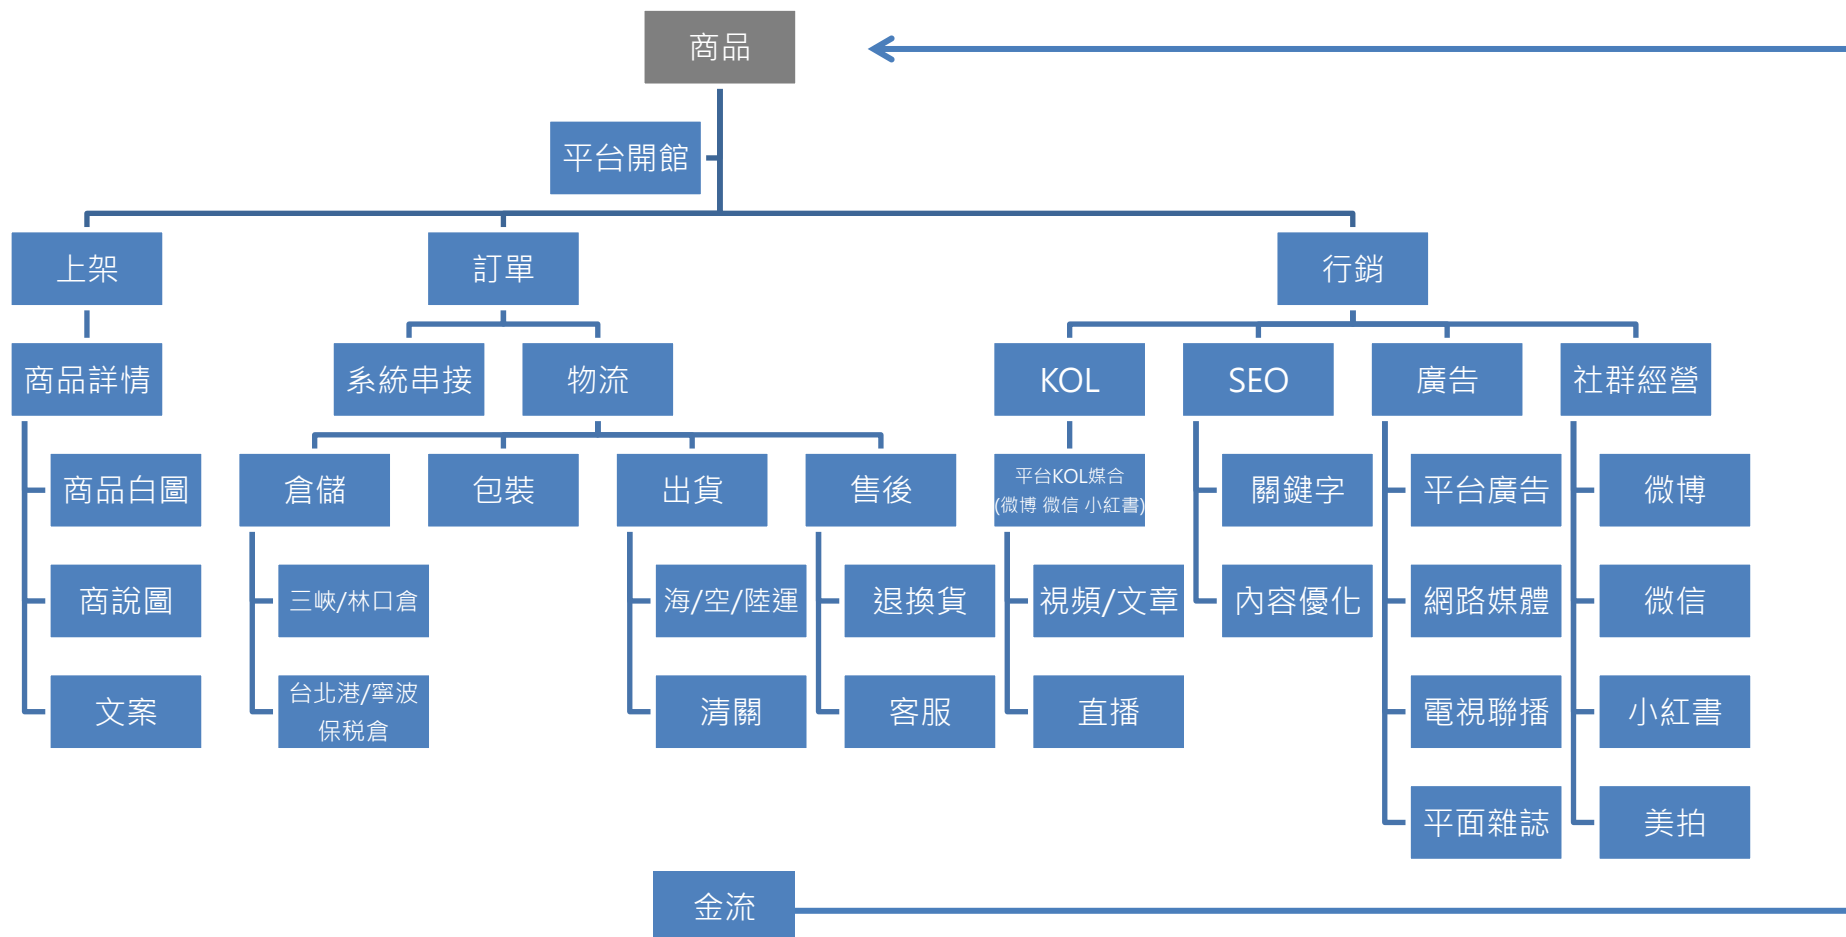 商品
平台開館
上架
訂單
行銷
商品詳情
系統串接
物流
KOL
SEO
廣告
社群經營
商品白圖
倉儲
包裝
出貨
售後
平台KOL媒合
(微博 微信 小紅書)
關鍵字
平台廣告
微博
商說圖
三峽/林口倉
海/空/陸運
退換貨
視頻/文章
內容優化
網路媒體
微信
文案
台北港/寧波
保稅倉
清關
客服
直播
電視聯播
小紅書
平面雜誌
美拍
金流